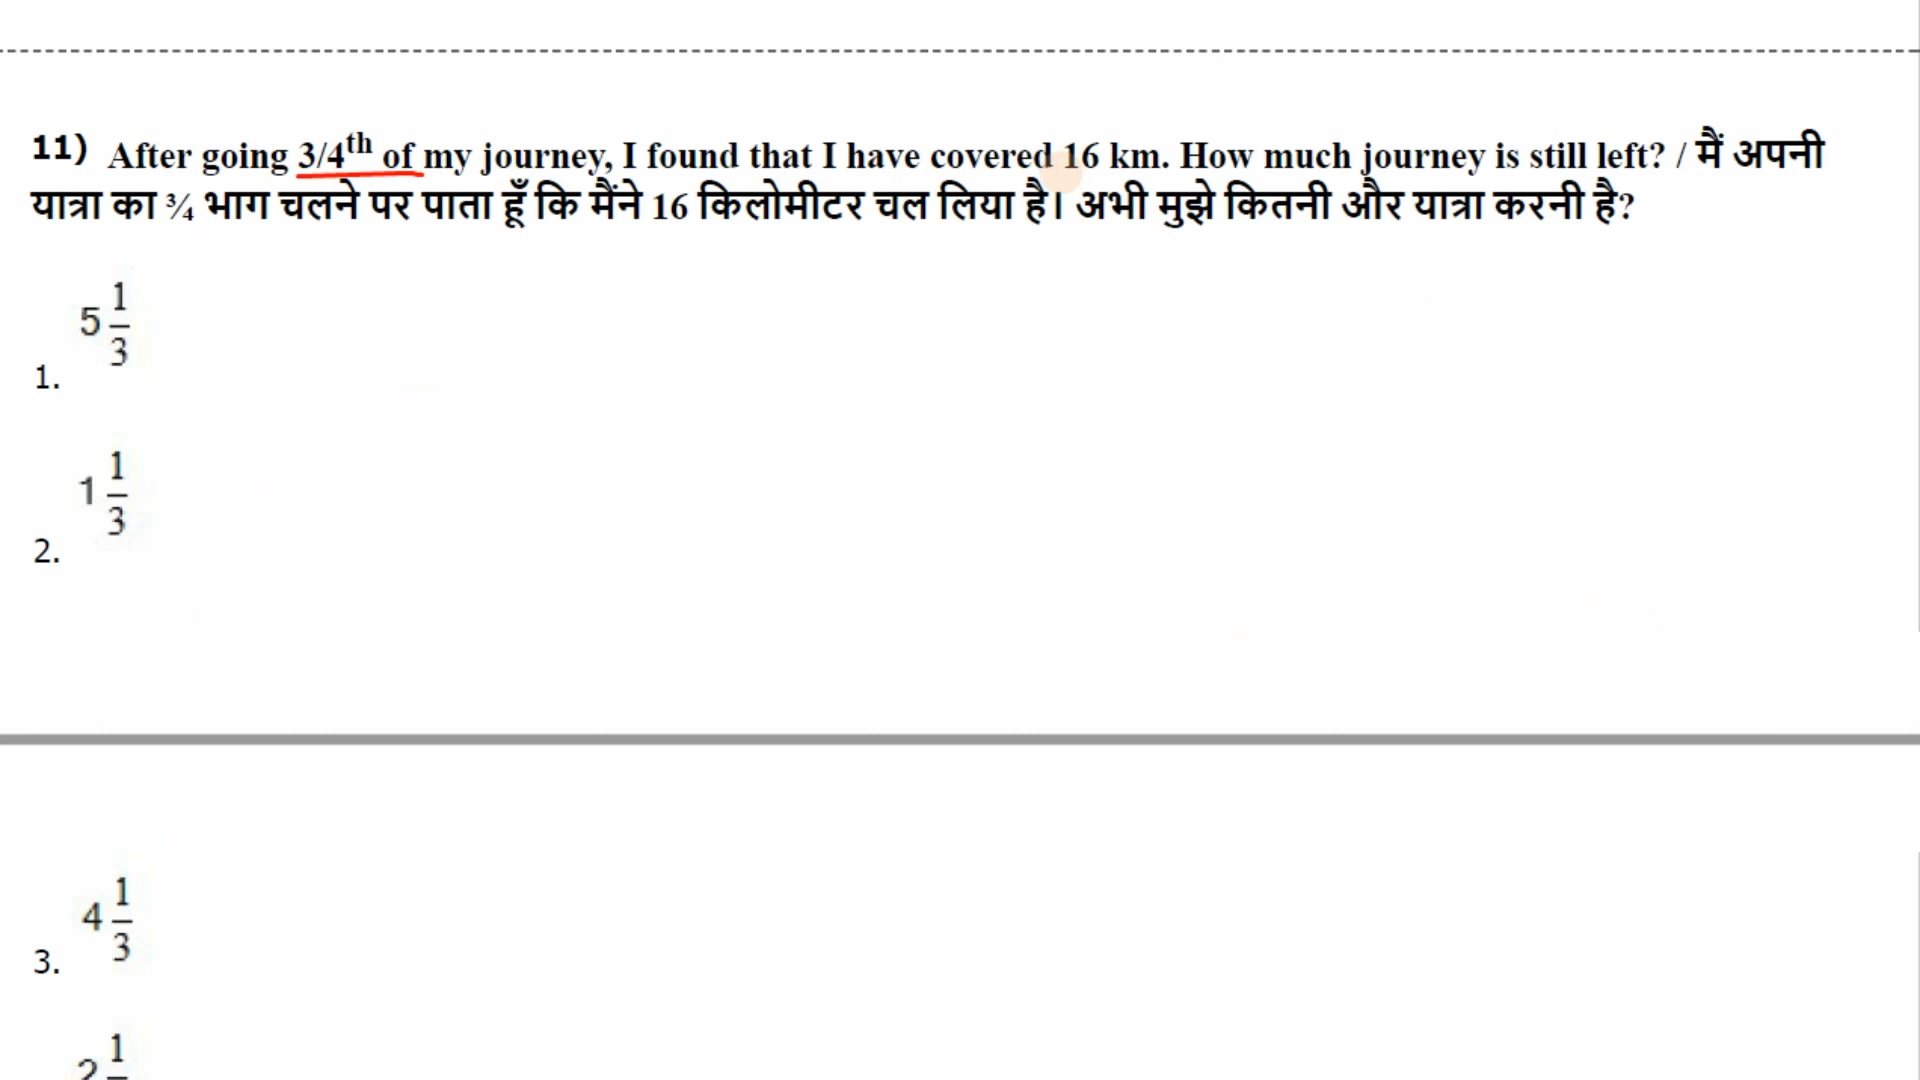 11) After going 3/4th of my journey, I found that I have covered 16 km. How much journey is still left? / मैं अपनी
यात्रा का ¾ भाग चलने पर पाता हूँ कि मैंने 16 किलोमीटर चल लिया है। अभी मुझे कितनी और यात्रा करनी है?
1. 5 1/3
2. 1 1/3
3. 4 1/3
2 1